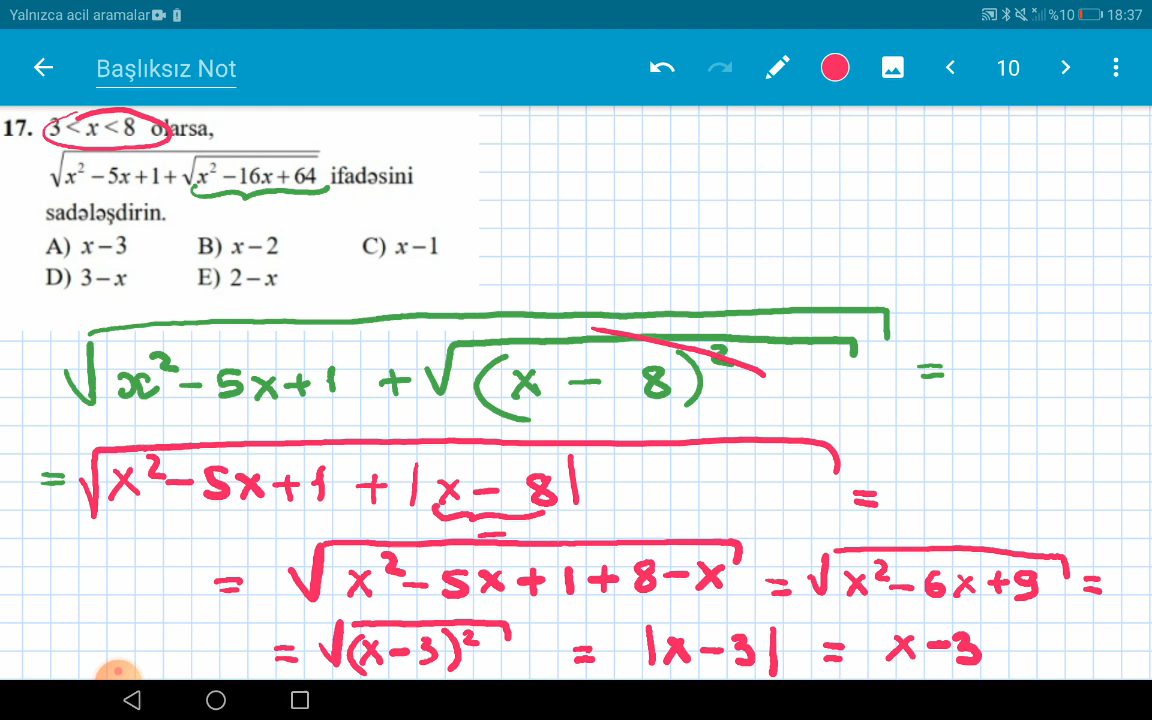 Yalnızca acil aramalar %10 18:37
Başlıksız Not 10
17. 3 < x < 8 olarsa,
√(x² − 5x + 1 + √(x² − 16x + 64)) ifadəsini
sadələşdirin.
A) x − 3 B) x − 2 C) x − 1
D) 3 − x E) 2 − x
√(x² − 5x + 1 + √((x − 8)²)) =
= √(x² − 5x + 1 + |x − 8|) =
= √(x² − 5x + 1 + 8 − x) = √(x² − 6x + 9) =
= √((x − 3)²) = |x − 3| = x − 3